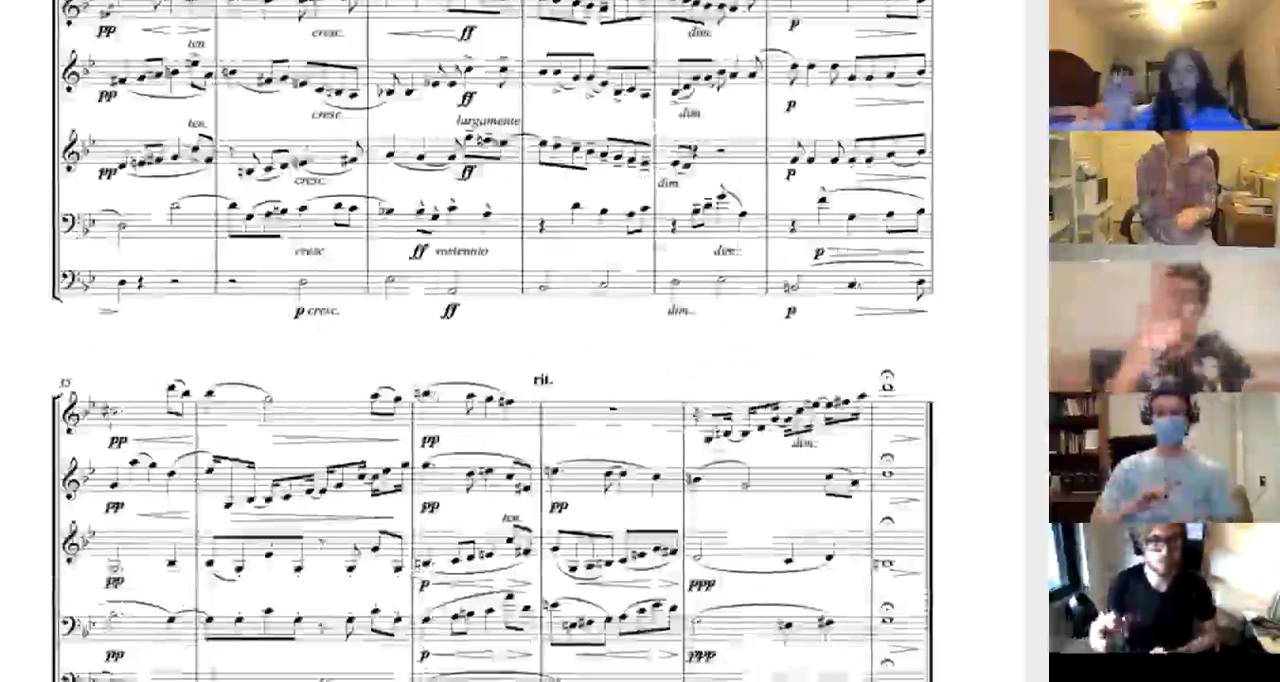 pp ff dim. p
ten.
cresc.
pp cresc. ff dim p
largamente
ten.
pp cresc. ff dim. p
cresc ff sostenuto dim. p
p cresc. ff dim. p
35 rit.
pp pp dim.
pp pp pp
ten.
pp p ppp
pp p ppp